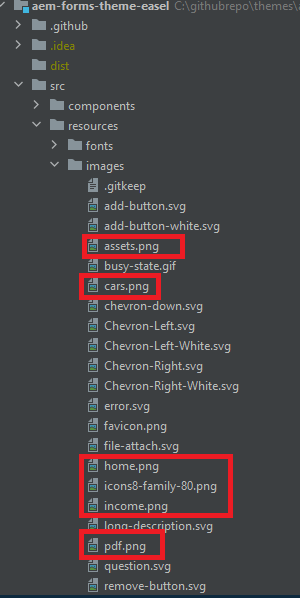 aem-forms-theme-easel C:\githubrepo\themes\
.github
.idea
dist
src
components
resources
fonts
images
.gitkeep
add-button.svg
add-button-white.svg
assets.png
busy-state.gif
cars.png
chevron-down.svg
Chevron-Left.svg
Chevron-Left-White.svg
Chevron-Right.svg
Chevron-Right-White.svg
error.svg
favicon.png
file-attach.svg
home.png
icons8-family-80.png
income.png
long-description.svg
pdf.png
question.svg
remove-button.svg